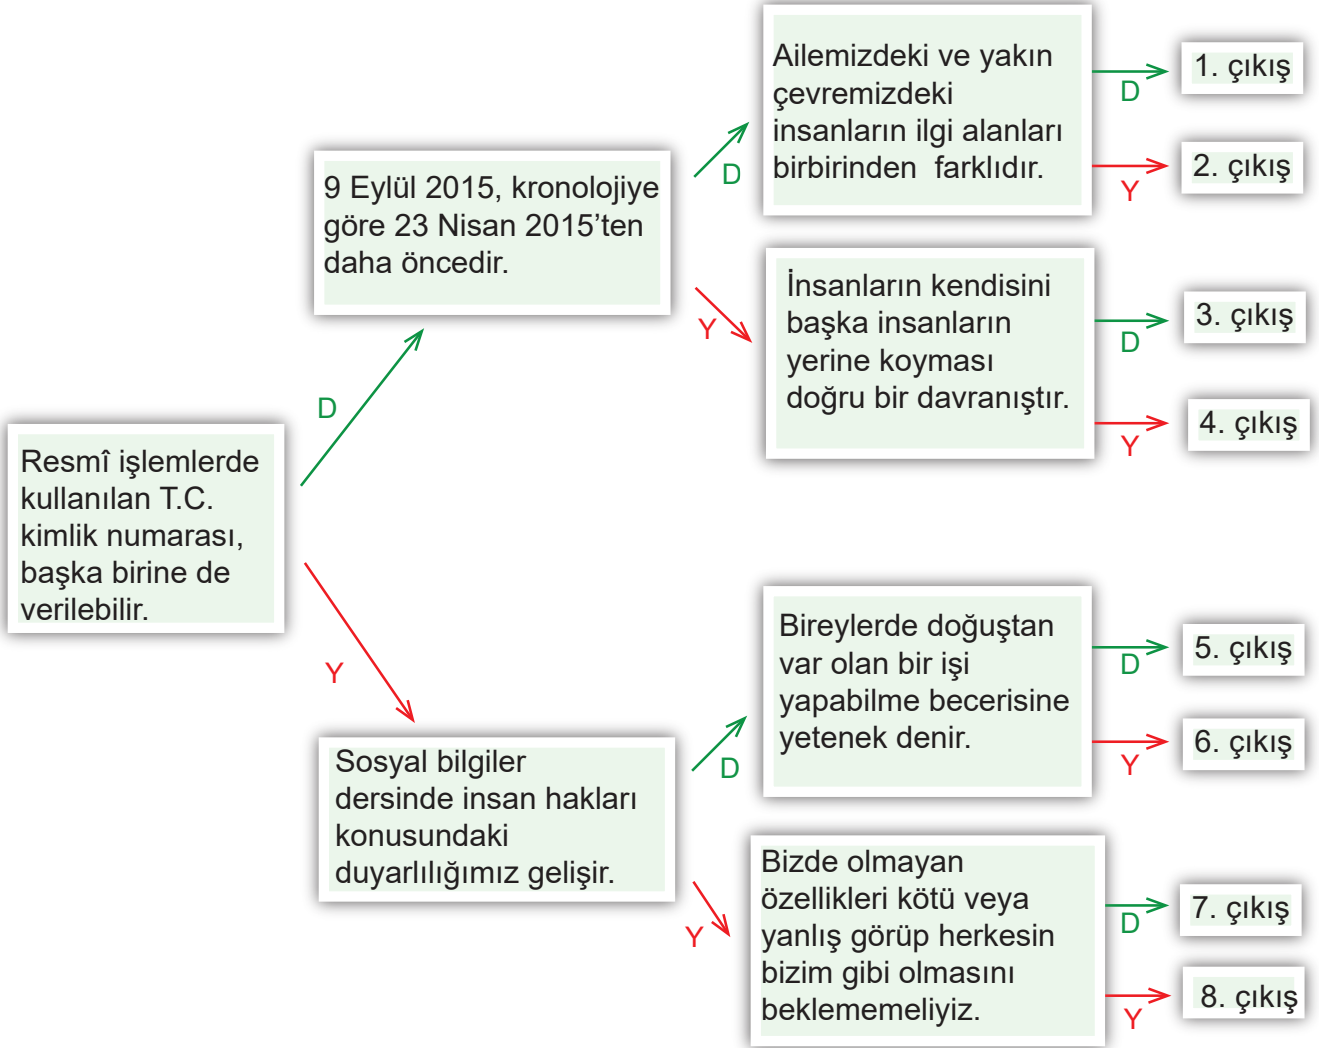 Resmî işlemlerde
kullanılan T.C.
kimlik numarası,
başka birine de
verilebilir.
D
Y
9 Eylül 2015, kronolojiye
göre 23 Nisan 2015’ten
daha öncedir.
D
Y
Sosyal bilgiler
dersinde insan hakları
konusundaki
duyarlılığımız gelişir.
D
Y
Ailemizdeki ve yakın
çevremizdeki
insanların ilgi alanları
birbirinden farklıdır.
D
1. çıkış
Y
2. çıkış
İnsanların kendisini
başka insanların
yerine koyması
doğru bir davranıştır.
D
3. çıkış
Y
4. çıkış
Bireylerde doğuştan
var olan bir işi
yapabilme becerisine
yetenek denir.
D
5. çıkış
Y
6. çıkış
Bizde olmayan
özellikleri kötü veya
yanlış görüp herkesin
bizim gibi olmasını
beklememeliyiz.
D
7. çıkış
Y
8. çıkış